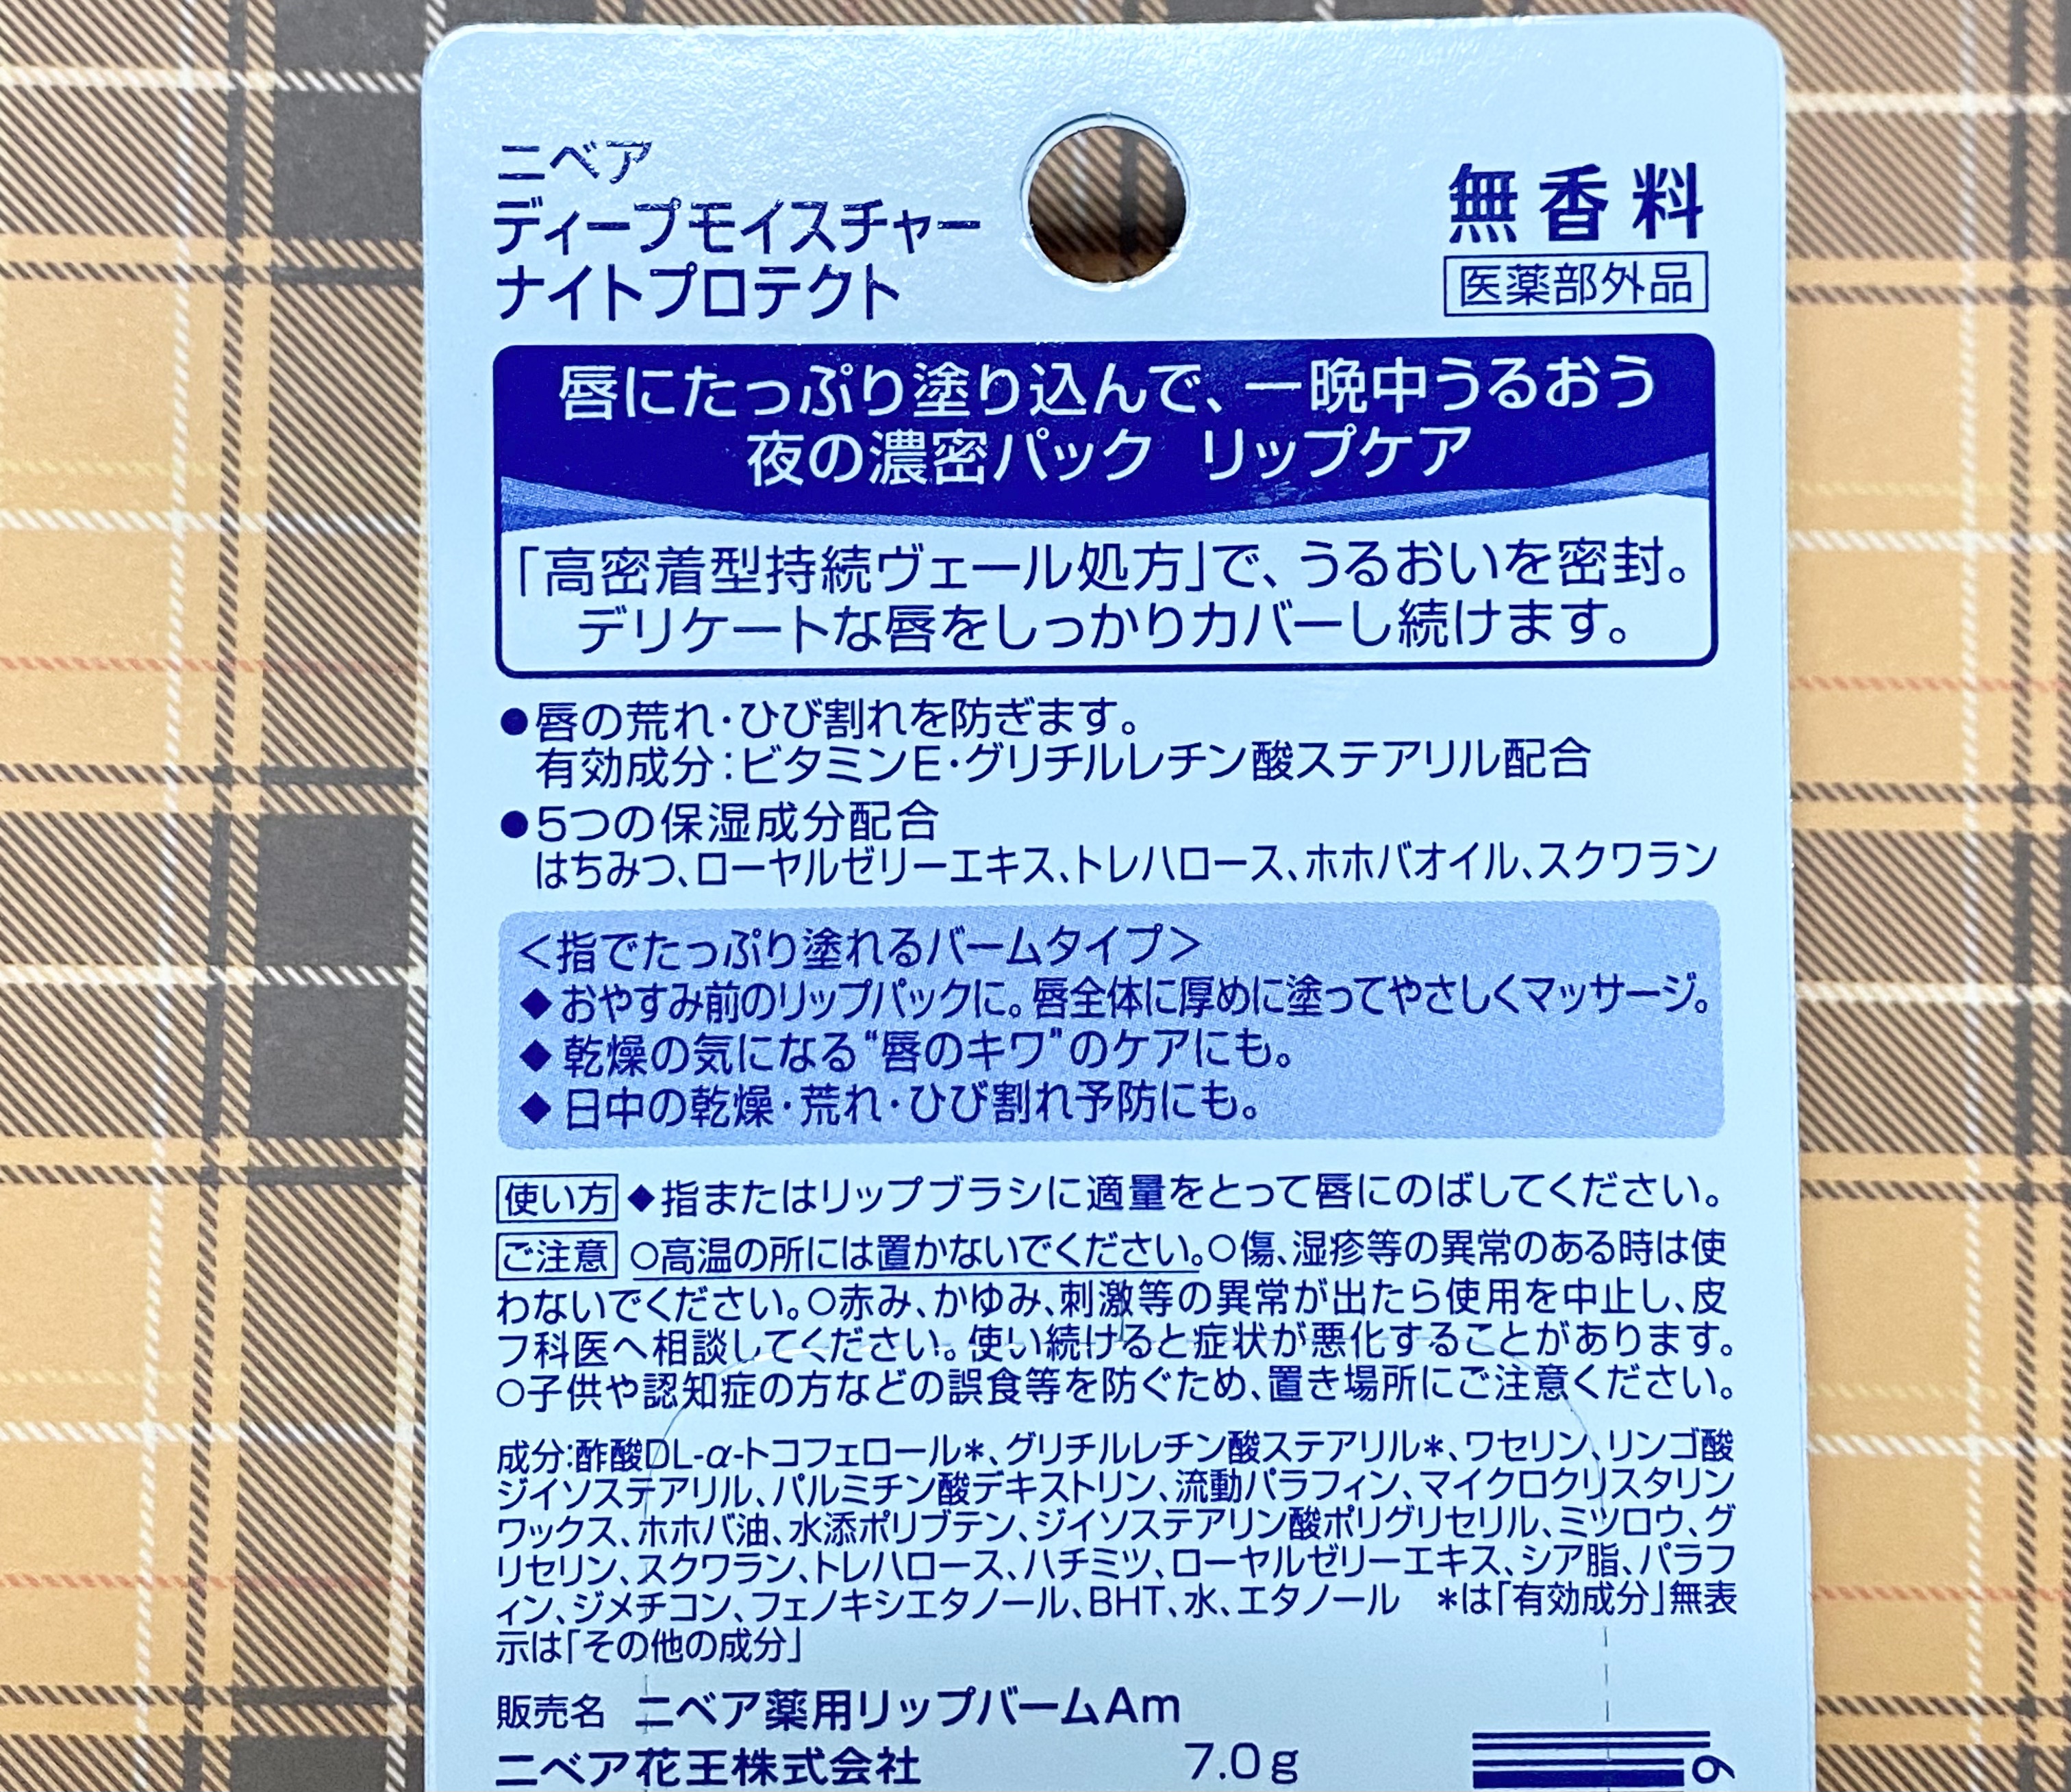 ニベア
ディープモイスチャー
ナイトプロテクト
無香料
医薬部外品
唇にたっぷり塗り込んで、一晩中うるおう
夜の濃密パック リップケア
「高密着型持続ヴェール処方」で、うるおいを密封。
デリケートな唇をしっかりカバーし続けます。
●唇の荒れ・ひび割れを防ぎます。
有効成分:ビタミンE・グリチルレチン酸ステアリル配合
●5つの保湿成分配合
はちみつ、ローヤルゼリーエキス、トレハロース、ホホバオイル、スクワラン
<指でたっぷり塗れるバームタイプ>
◆おやすみ前のリップパックに。唇全体に厚めに塗ってやさしくマッサージ。
◆乾燥の気になる“唇のキワ”のケアにも。
◆日中の乾燥・荒れ・ひび割れ予防にも。
使い方 ◆指またはリップブラシに適量をとって唇にのばしてください。
ご注意 ○高温の所には置かないでください。○傷、湿疹等の異常のある時は使
わないでください。○赤み、かゆみ、刺激等の異常が出たら使用を中止し、皮
フ科医へ相談してください。使い続けると症状が悪化することがあります。
○子供や認知症の方などの誤食等を防ぐため、置き場所にご注意ください。
成分:酢酸DL-α-トコフェロール*、グリチルレチン酸ステアリル*、ワセリン、リンゴ酸
ジイソステアリル、パルミチン酸デキストリン、流動パラフィン、マイクロクリスタリン
ワックス、ホホバ油、水添ポリブテン、ジイソステアリン酸ポリグリセリル、ミツロウ、グ
リセリン、スクワラン、トレハロース、ハチミツ、ローヤルゼリーエキス、シア脂、パラフ
ィン、ジメチコン、フェノキシエタノール、BHT、水、エタノール *は「有効成分」無表
示は「その他の成分」
販売名 ニベア薬用リップバームAm
ニベア花王株式会社 7.0g